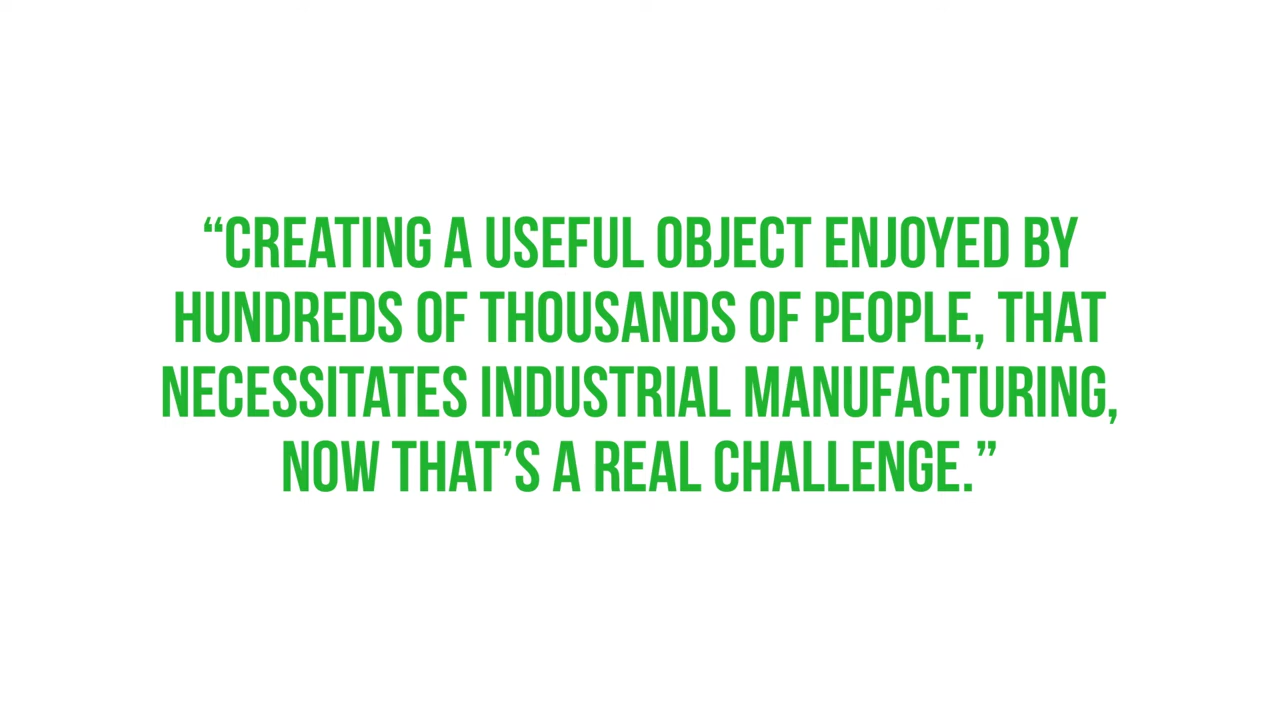 “CREATING A USEFUL OBJECT ENJOYED BY
HUNDREDS OF THOUSANDS OF PEOPLE, THAT
NECESSITATES INDUSTRIAL MANUFACTURING,
NOW THAT’S A REAL CHALLENGE.”